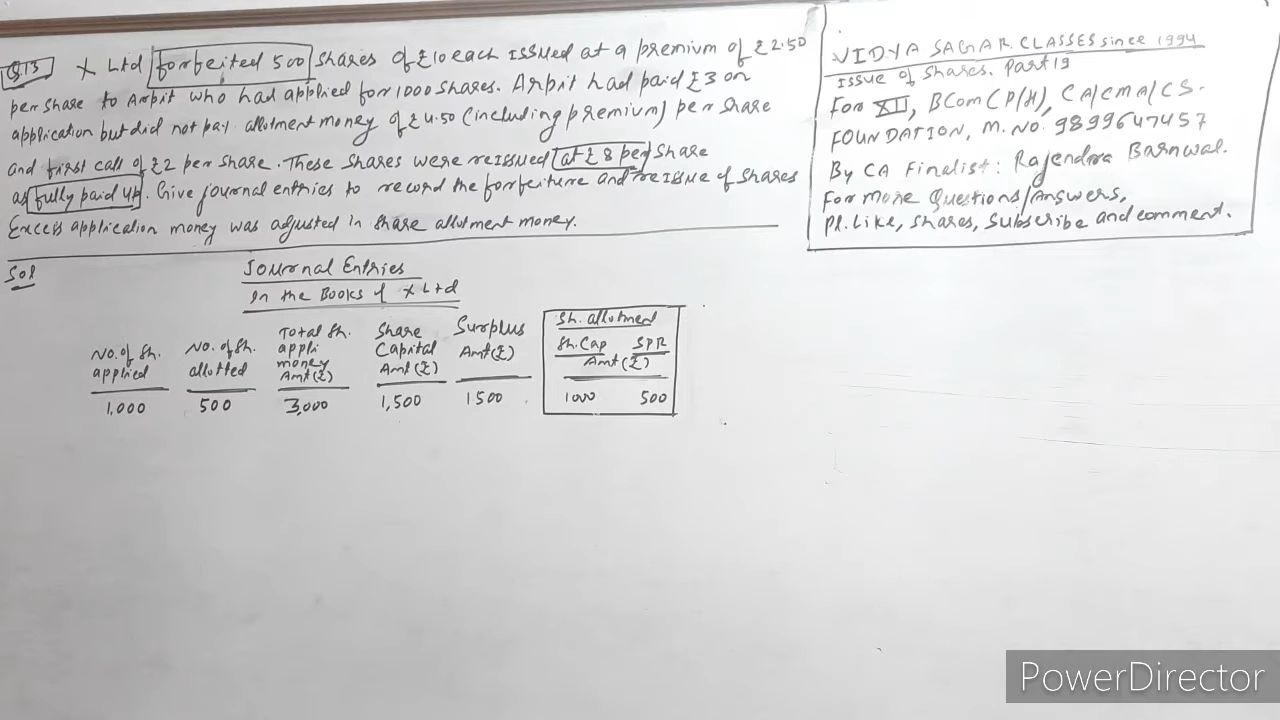 Q.13 X Ltd forfeited 500 shares of ₹10 each issued at a premium of ₹2.50
per share to Arpit who had applied for 1000 shares. Arpit had paid ₹3 on
application but did not pay allotment money of ₹4.50 (including premium) per share
and first call of ₹2 per share. These shares were reissued at ₹8 per share
as fully paid up. Give journal entries to record the forfeiture and reissue of shares
Excess application money was adjusted in share allotment money.
VIDYA SAGAR CLASSES since 1994
Issue of shares. Part 19
For XII, BCom(P/H), CA/CMA/CS.
FOUNDATION, M.NO. 9899647457
By CA Finalist: Rajendra Barnwal.
For more Questions/Answers,
Pl. Like, shares, subscribe and comment.
Sol
Journal Entries
In the Books of X Ltd
No. of Sh. applied
No. of Sh. allotted
Total Sh. appli money Amt(₹)
Share Capital Amt(₹)
Surplus Amt(₹)
Sh. allotment
Sh. Cap SPR
Amt(₹)
1,000 500 3,000 1,500 1500 1000 500
PowerDirector